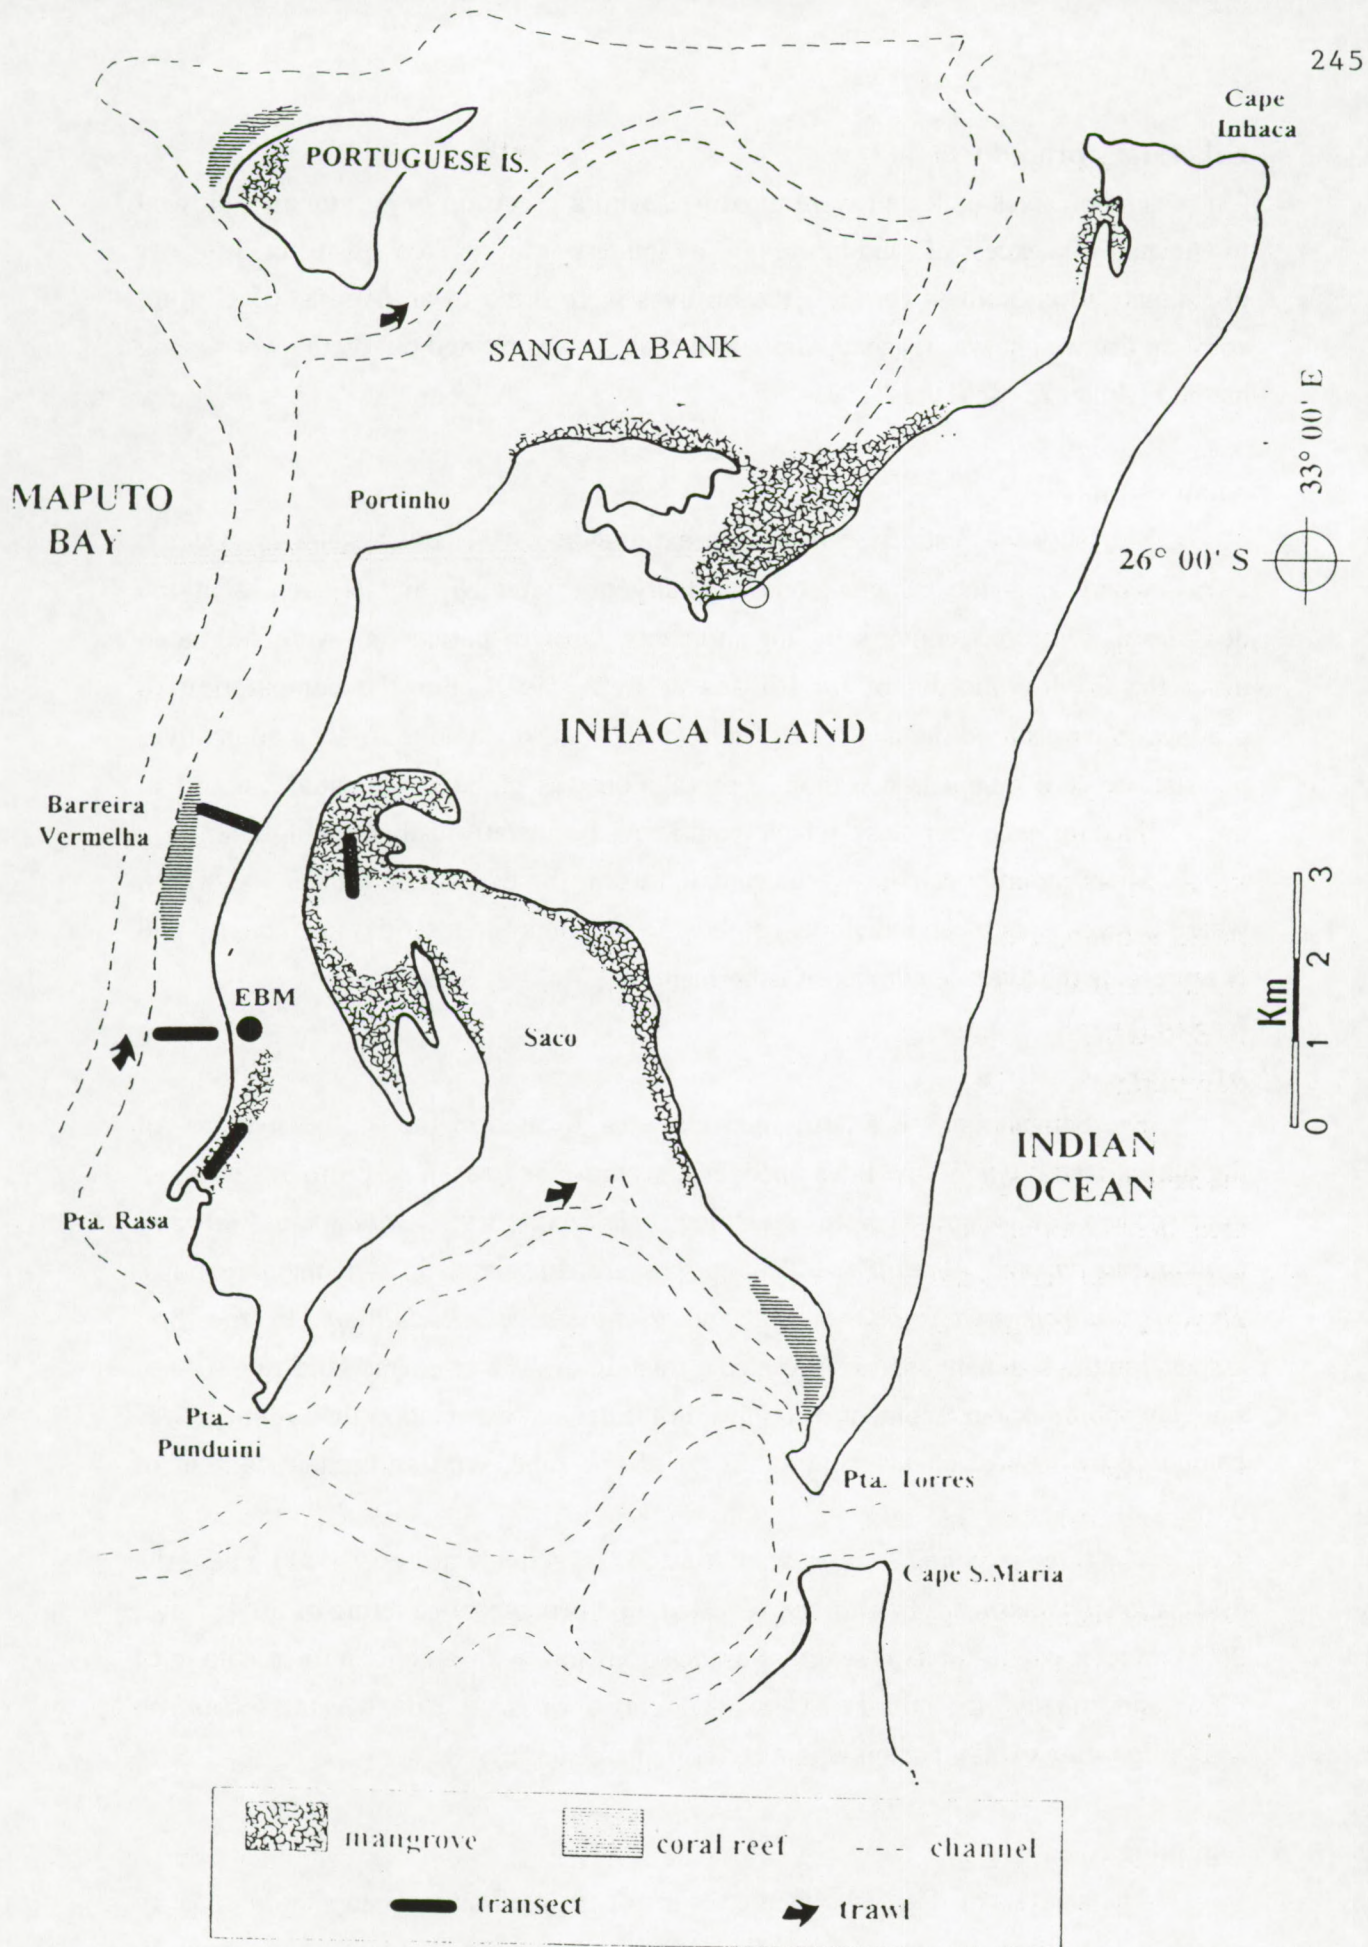 245
Cape
Inhaca
PORTUGUESE IS.
SANGALA BANK
33° 00' E
MAPUTO
BAY
Portinho
26° 00' S
INHACA ISLAND
Barreira
Vermelha
3
2
Km
1
0
EBM
Saco
INDIAN
OCEAN
Pta. Rasa
Pta.
Punduini
Pta. Torres
Cape S.Maria
mangrove
coral reef
channel
transect
trawl